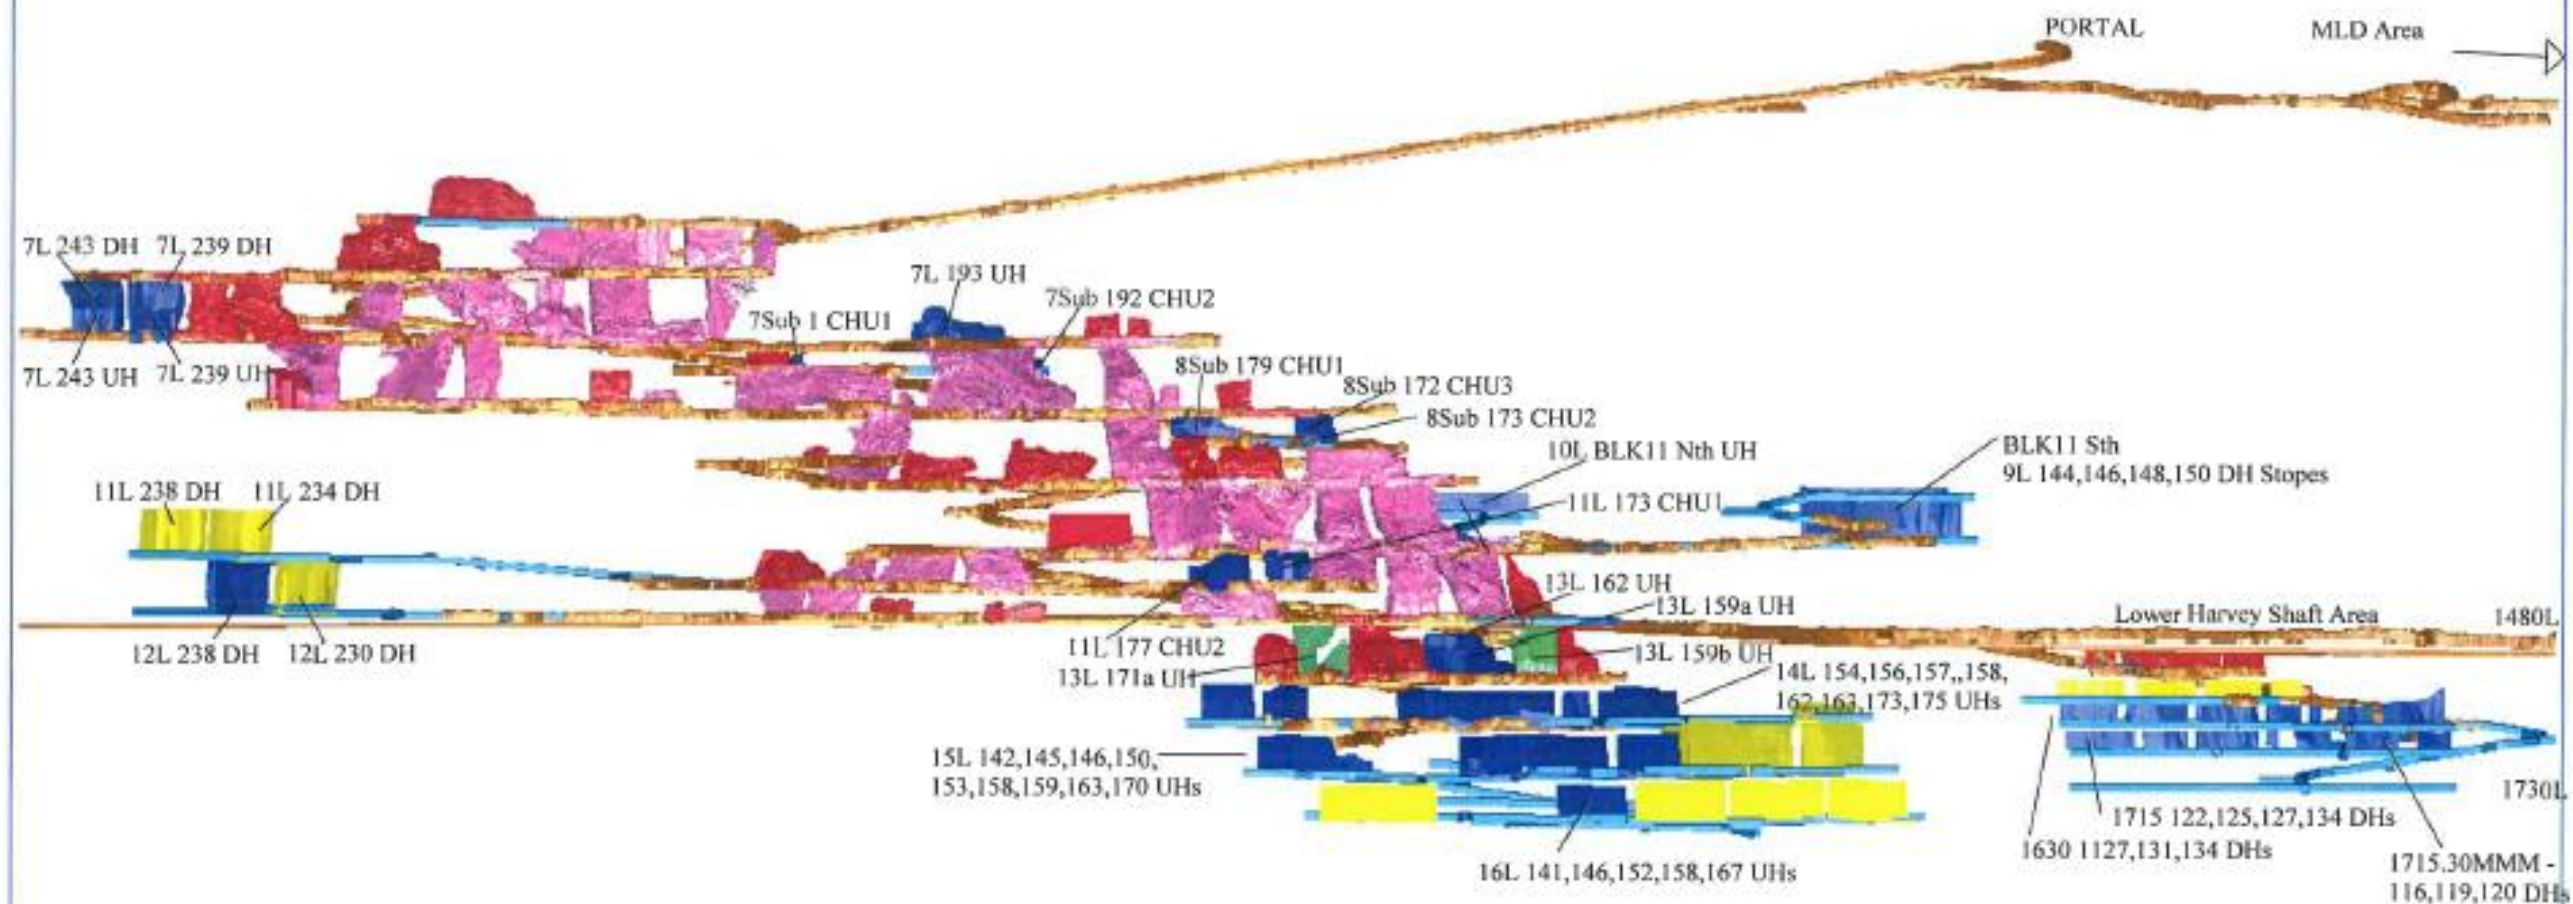 PORTAL
MLD Area
7L 243 DH
7L 239 DH
7L 193 UH
7Sub 192 CHU2
7Sub 1 CHU1
7L 243 UH
7L 239 UH
8Sub 179 CHU1
8Sub 172 CHU3
8Sub 173 CHU2
10L BLK11 Nth UH
BLK11 Sth
9L 144,146,148,150 DH Stopes
11L 238 DH
11L 234 DH
11L 173 CHU1
13L 162 UH
13L 159a UH
Lower Harvey Shaft Area
1480L
12L 238 DH
12L 230 DH
11L 177 CHU2
13L 171a UH
13L 159b UH
14L 154,156,157,,158,
162,163,173,175 UHs
15L 142,145,146,150,
153,158,159,163,170 UHs
1730L
1715 122,125,127,134 DHs
1630 1127,131,134 DHs
1715.30MMM -
116,119,120 DHs
16L 141,146,152,158,167 UHs